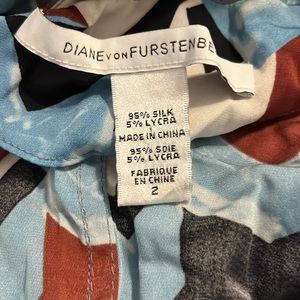 DIANE VON FURSTENBE
95% SILK
5% LYCRA
MADE IN CHINA
95% SOIE
5% LYCRA
FABRIQUE
EN CHINE
2